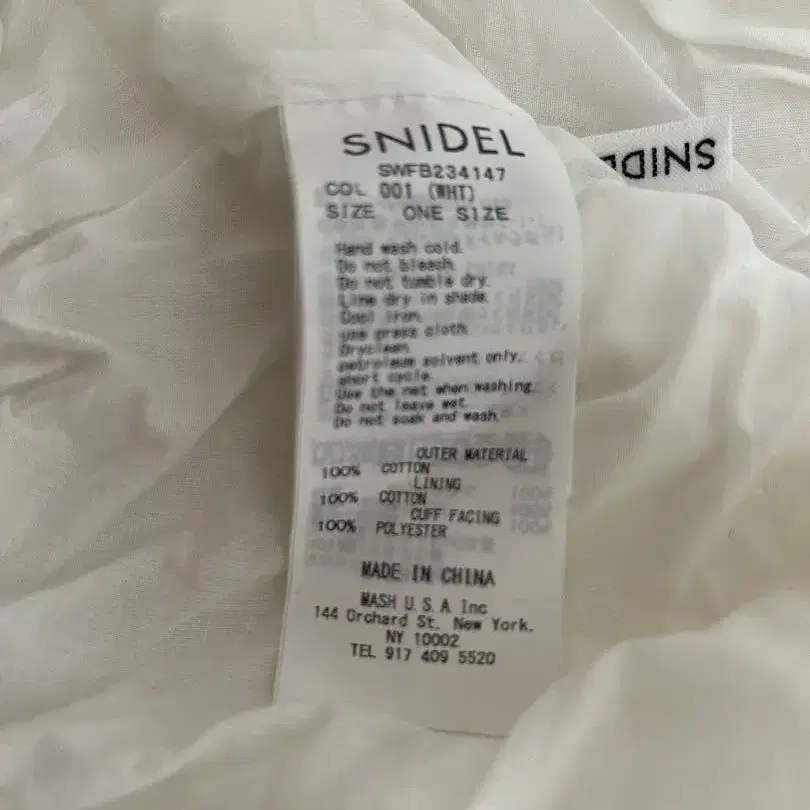 SNIDEL
SNID
SWFB234147
COL 001 (WHT)
SIZE ONE SIZE
Hand wash cold.
Do not bleach.
Do not tumble dry.
Line dry in shade.
Cool iron.
use press cloth.
Dryclean.
petroleum solvent only.
short cycle.
Use the net when washing.
Do not leave wet.
Do not soak and wash.
OUTER MATERIAL
100% COTTON
LINING
100% COTTON
CUFF FACING
100% POLYESTER
MADE IN CHINA
MASH U.S.A Inc
144 Orchard St, New York.
NY 10002
TEL 917 409 5520